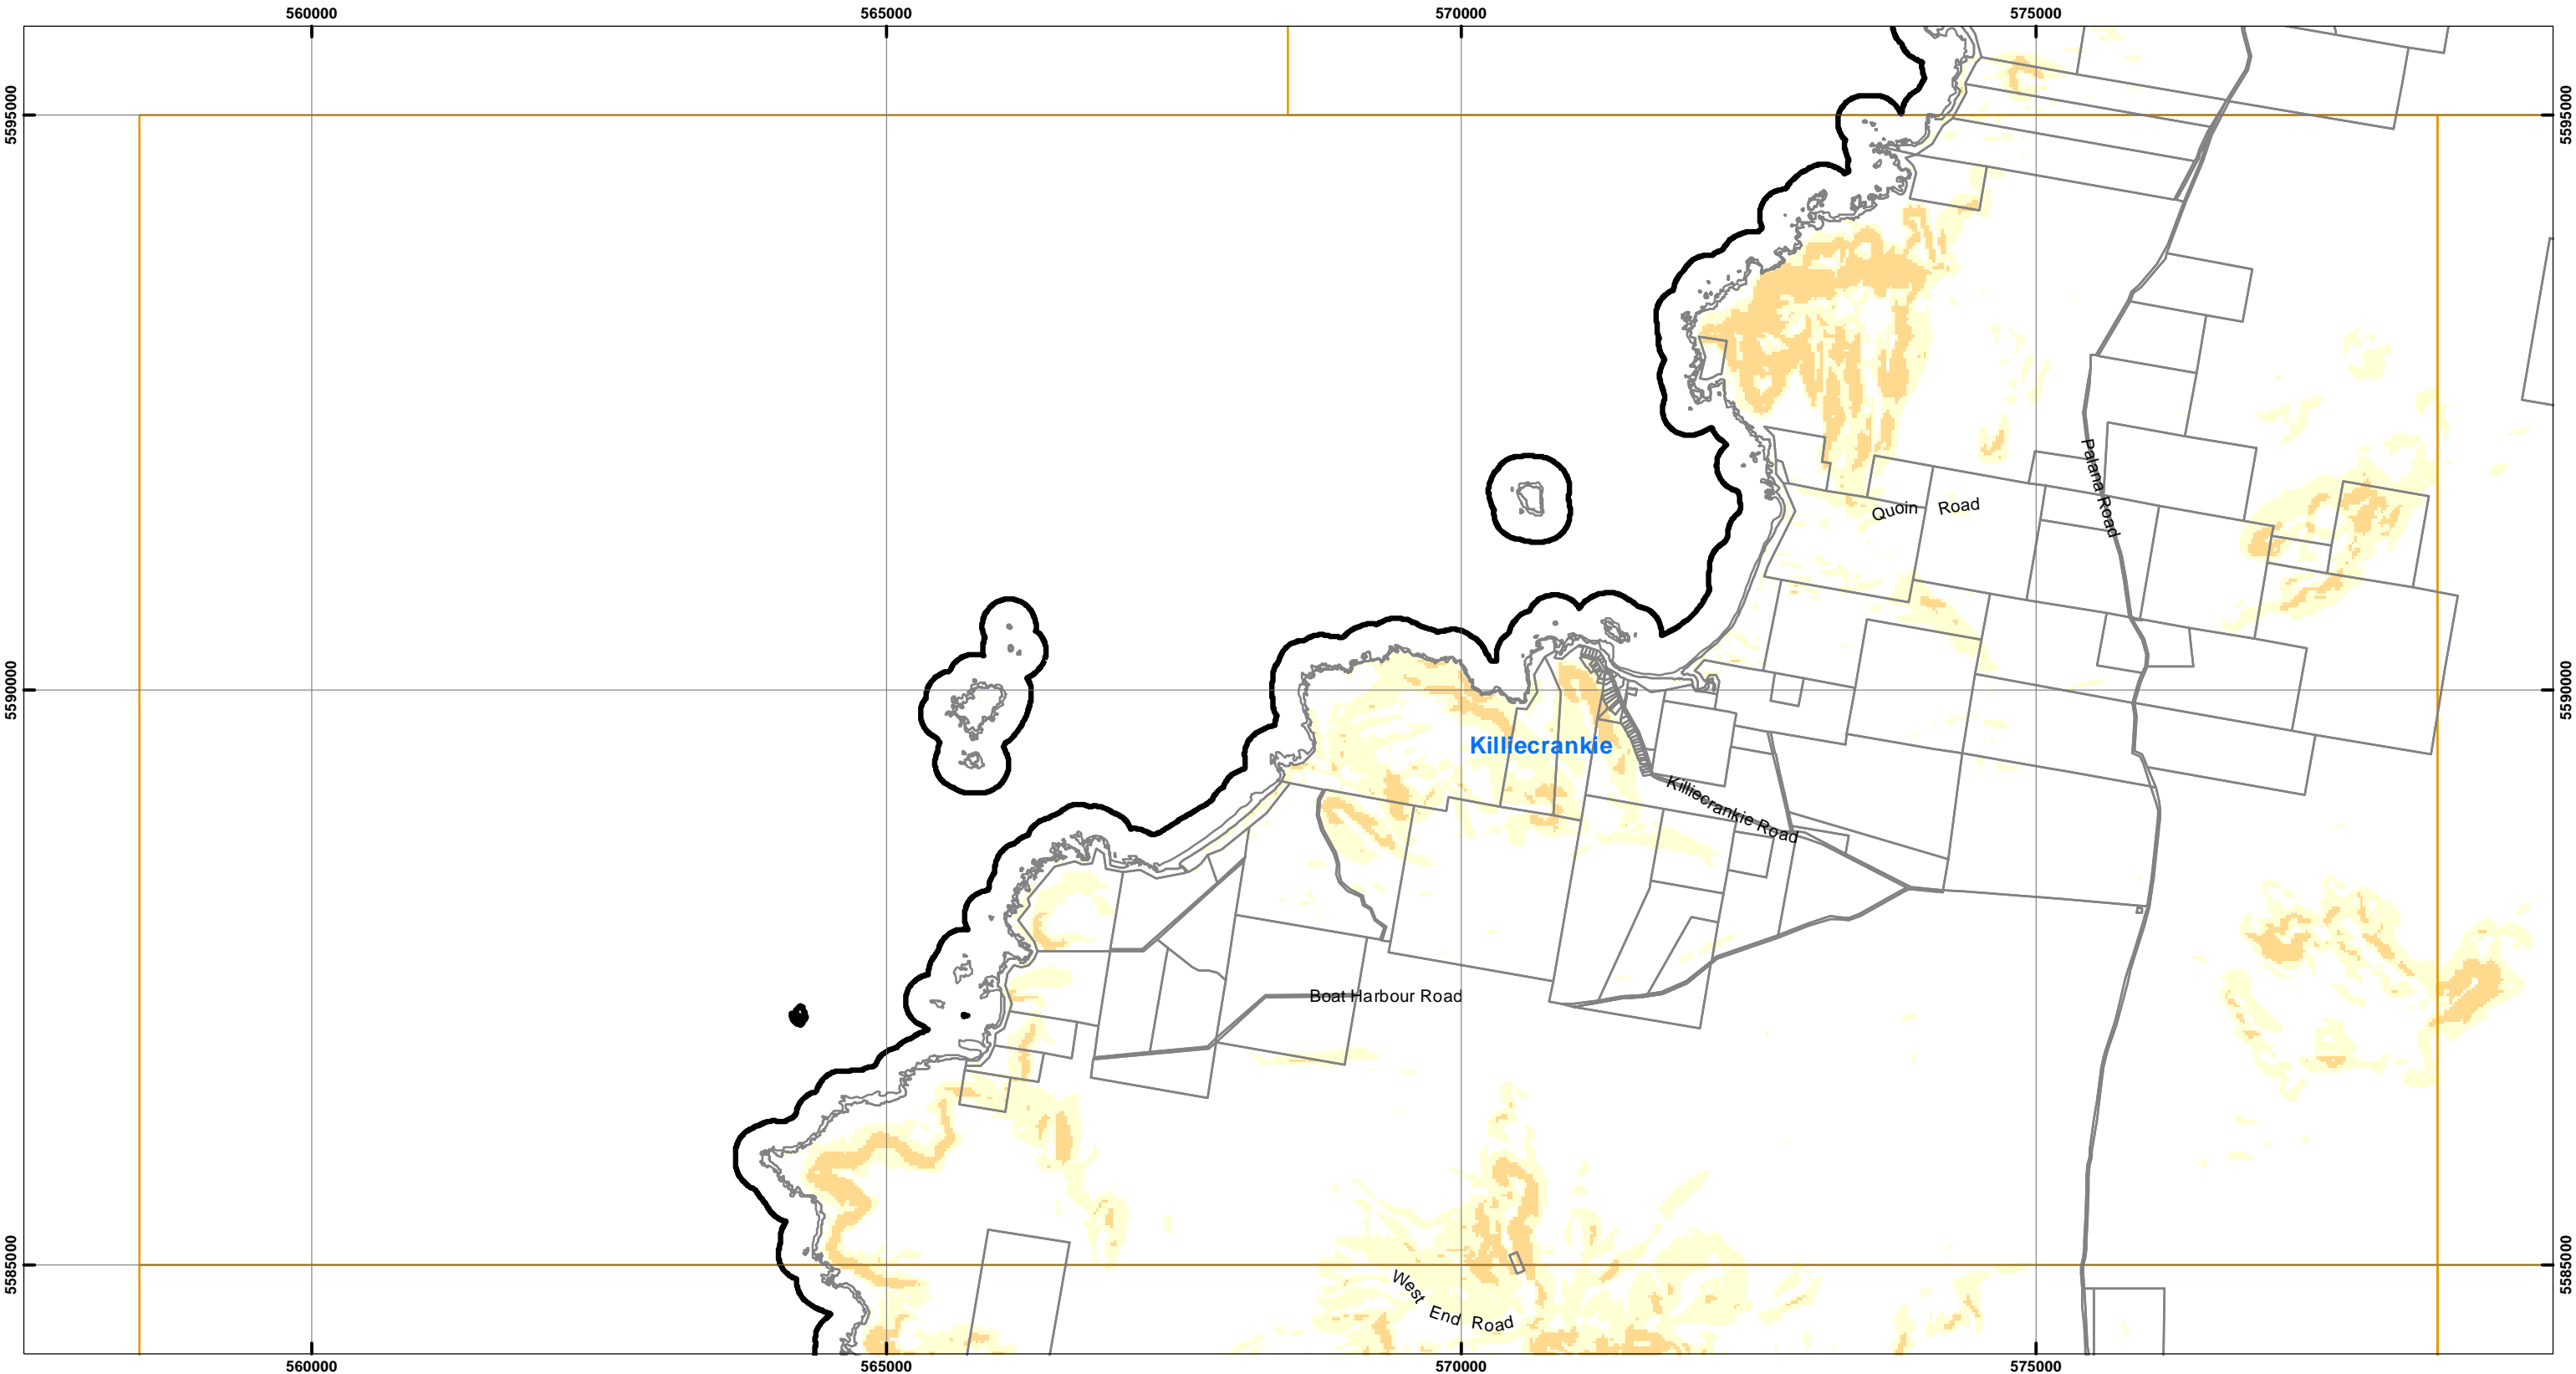 560000 565000 570000 575000
5595000 5595000
Palana Road
Quoin Road
5590000 5590000
Killiecrankie
Killiecrankie Road
Boat Harbour Road
5585000 5585000
West End Road
560000 565000 570000 575000